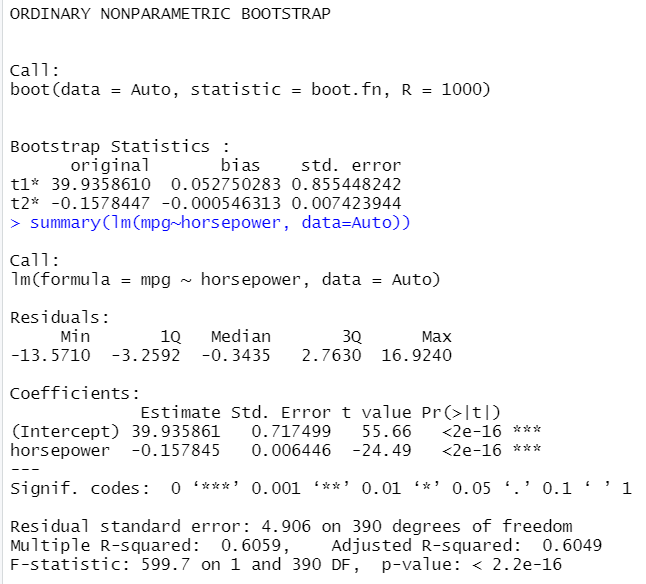 ORDINARY NONPARAMETRIC BOOTSTRAP
Call:
boot(data = Auto, statistic = boot.fn, R = 1000)
Bootstrap Statistics :
original bias std. error
t1* 39.9358610 0.052750283 0.855448242
t2* -0.1578447 -0.000546313 0.007423944
> summary(lm(mpg~horsepower, data=Auto))
Call:
lm(formula = mpg ~ horsepower, data = Auto)
Residuals:
Min 1Q Median 3Q Max
-13.5710 -3.2592 -0.3435 2.7630 16.9240
Coefficients:
Estimate Std. Error t value Pr(>|t|)
(Intercept) 39.935861 0.717499 55.66 <2e-16 ***
horsepower -0.157845 0.006446 -24.49 <2e-16 ***
---
Signif. codes: 0 ‘***’ 0.001 ‘**’ 0.01 ‘*’ 0.05 ‘.’ 0.1 ‘ ’ 1
Residual standard error: 4.906 on 390 degrees of freedom
Multiple R-squared: 0.6059, Adjusted R-squared: 0.6049
F-statistic: 599.7 on 1 and 390 DF, p-value: < 2.2e-16